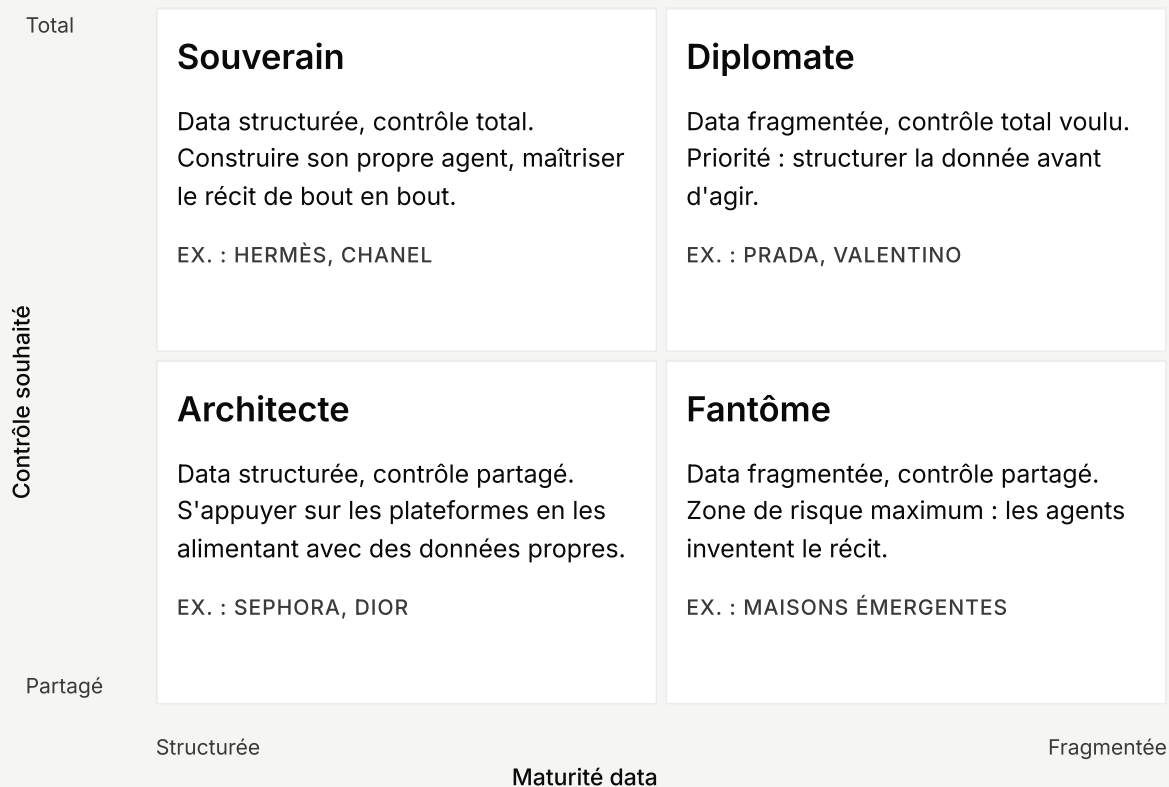 Total
Souverain
Data structurée, contrôle total.
Construire son propre agent, maîtriser
le récit de bout en bout.
EX. : HERMÈS, CHANEL
Diplomate
Data fragmentée, contrôle total voulu.
Priorité : structurer la donnée avant
d'agir.
EX. : PRADA, VALENTINO
Contrôle souhaité
Architecte
Data structurée, contrôle partagé.
S'appuyer sur les plateformes en les
alimentant avec des données propres.
EX. : SEPHORA, DIOR
Fantôme
Data fragmentée, contrôle partagé.
Zone de risque maximum : les agents
inventent le récit.
EX. : MAISONS ÉMERGENTES
Partagé
Structurée
Fragmentée
Maturité data